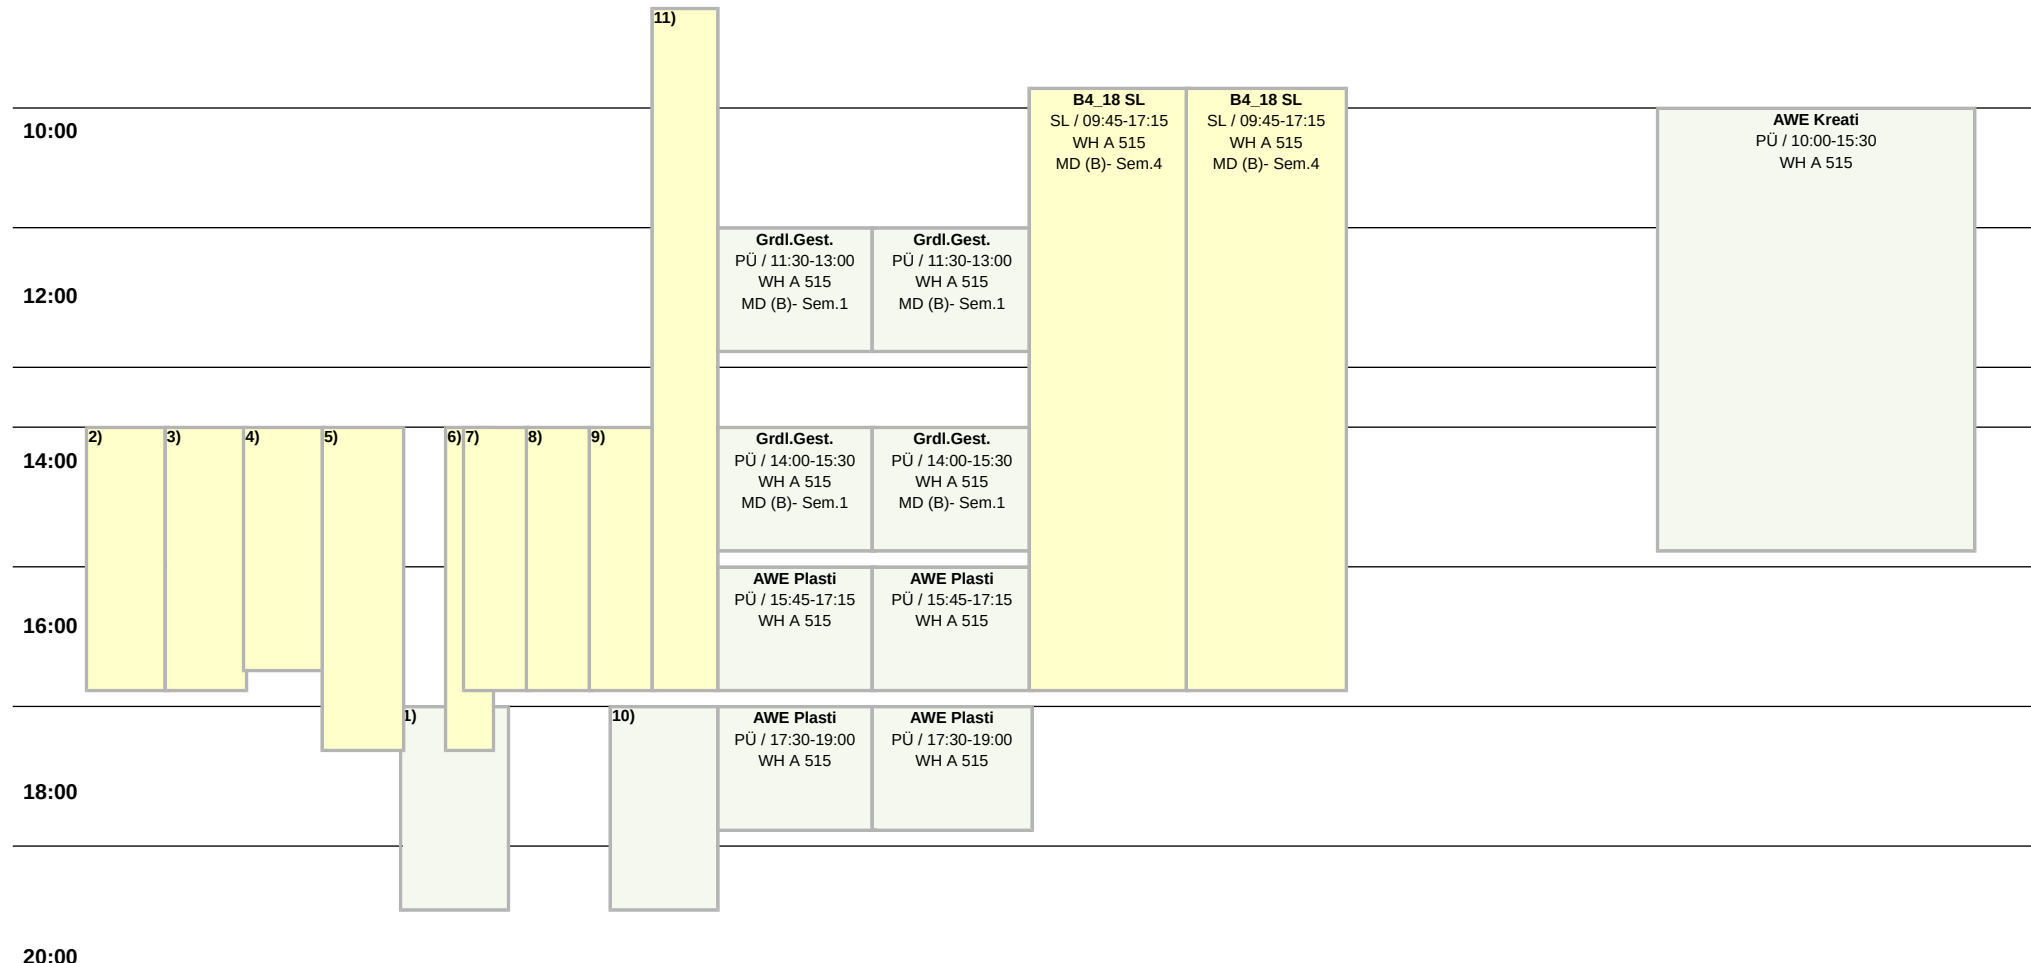 11)
10:00
B4_18 SL
SL / 09:45-17:15
WH A 515
MD (B)- Sem.4
B4_18 SL
SL / 09:45-17:15
WH A 515
MD (B)- Sem.4
AWE Kreati
PÜ / 10:00-15:30
WH A 515
12:00
Grdl.Gest.
PÜ / 11:30-13:00
WH A 515
MD (B)- Sem.1
Grdl.Gest.
PÜ / 11:30-13:00
WH A 515
MD (B)- Sem.1
14:00
2)
3)
4)
5)
6)
7)
8)
9)
Grdl.Gest.
PÜ / 14:00-15:30
WH A 515
MD (B)- Sem.1
Grdl.Gest.
PÜ / 14:00-15:30
WH A 515
MD (B)- Sem.1
16:00
AWE Plasti
PÜ / 15:45-17:15
WH A 515
AWE Plasti
PÜ / 15:45-17:15
WH A 515
18:00
1)
10)
AWE Plasti
PÜ / 17:30-19:00
WH A 515
AWE Plasti
PÜ / 17:30-19:00
WH A 515
20:00